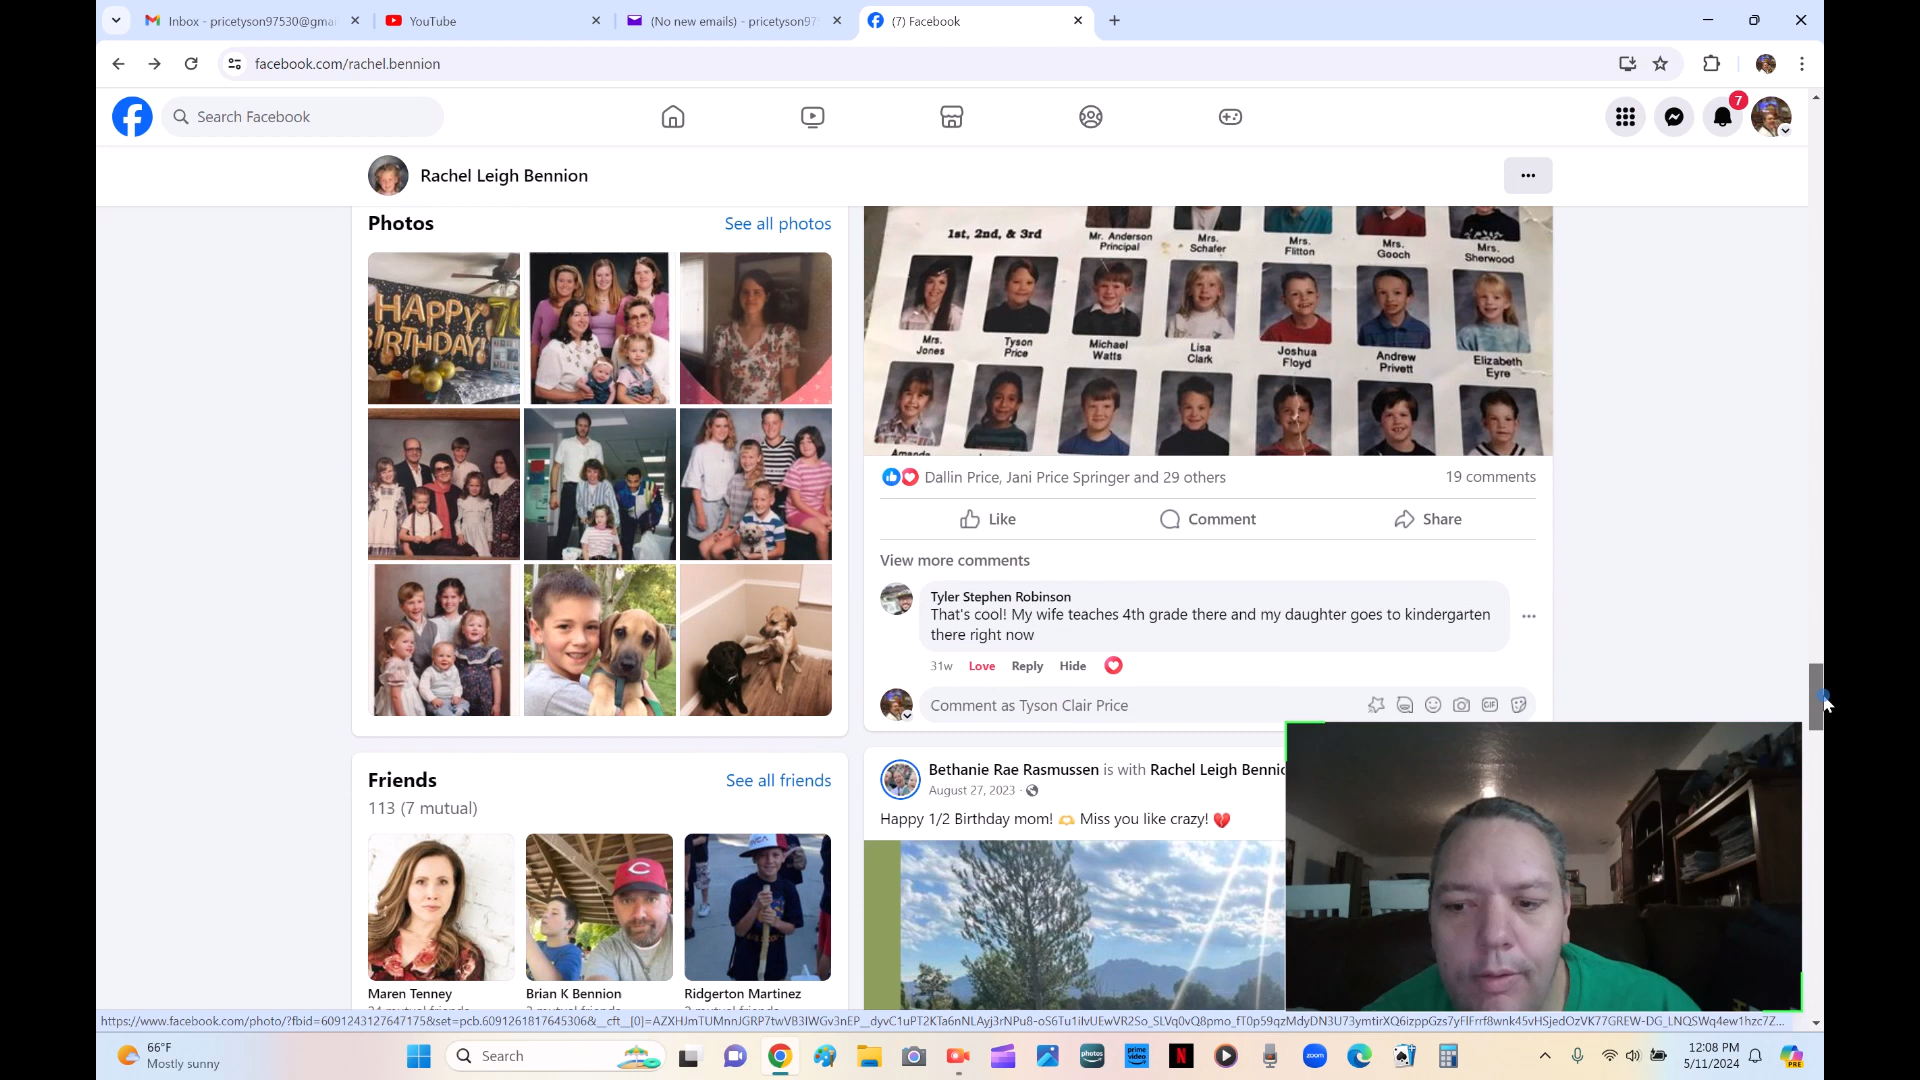 Inbox - pricetyson97530@gma
YouTube
(No new emails) - pricetyson97
(7) Facebook
facebook.com/rachel.bennion
Search Facebook
7
Rachel Leigh Bennion
Photos
See all photos
HAPPY
BIRTHDAY!
1st, 2nd, & 3rd
Mr. Anderson
Principal
Mrs.
Schafer
Mrs.
Flitton
Mrs.
Gooch
Mrs.
Sherwood
Mrs.
Jones
Tyson
Price
Michael
Watts
Lisa
Clark
Joshua
Floyd
Andrew
Privett
Elizabeth
Eyre
Dallin Price, Jani Price Springer and 29 others
19 comments
Like
Comment
Share
View more comments
Tyler Stephen Robinson
That's cool! My wife teaches 4th grade there and my daughter goes to kindergarten
there right now
31w Love Reply Hide
Comment as Tyson Clair Price
GIF
Friends
See all friends
113 (7 mutual)
Maren Tenney
Brian K Bennion
Ridgerton Martinez
Bethanie Rae Rasmussen is with Rachel Leigh Bennio
August 27, 2023
Happy 1/2 Birthday mom! Miss you like crazy!
66°F
Mostly sunny
Search
photos
prime video
N
zoom
12:08 PM
5/11/2024
PRE